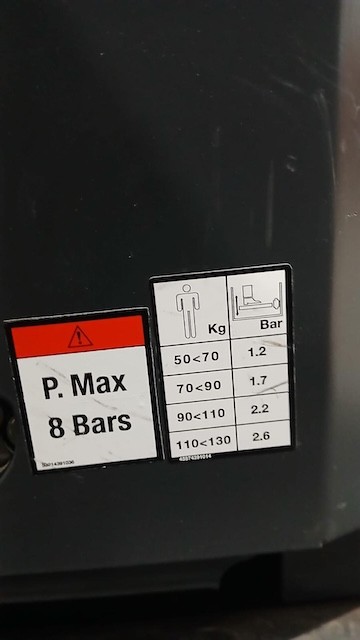 P. Max
8 Bars
Kg Bar
50<70 1.2
70<90 1.7
90<110 2.2
110<130 2.6